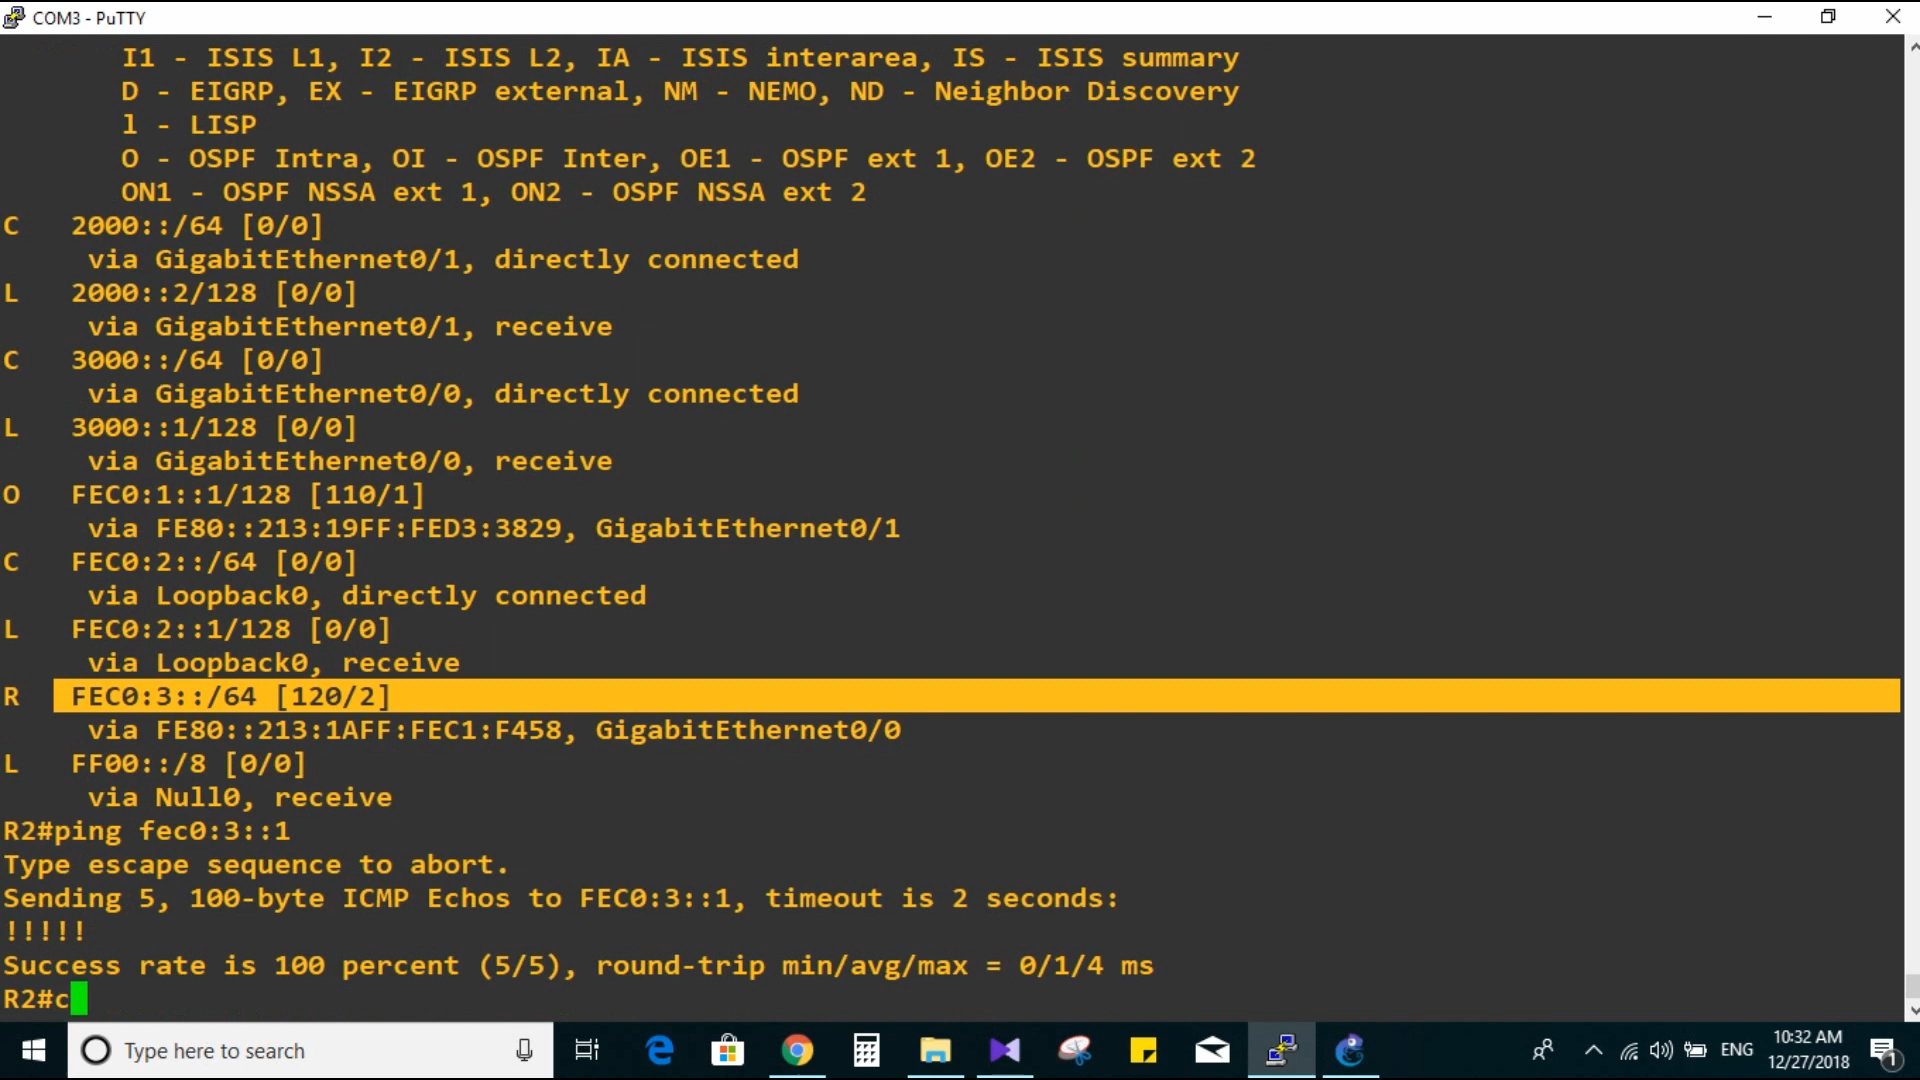 COM3 - PuTTY
I1 - ISIS L1, I2 - ISIS L2, IA - ISIS interarea, IS - ISIS summary
D - EIGRP, EX - EIGRP external, NM - NEMO, ND - Neighbor Discovery
l - LISP
O - OSPF Intra, OI - OSPF Inter, OE1 - OSPF ext 1, OE2 - OSPF ext 2
ON1 - OSPF NSSA ext 1, ON2 - OSPF NSSA ext 2
C   2000::/64 [0/0]
     via GigabitEthernet0/1, directly connected
L   2000::2/128 [0/0]
     via GigabitEthernet0/1, receive
C   3000::/64 [0/0]
     via GigabitEthernet0/0, directly connected
L   3000::1/128 [0/0]
     via GigabitEthernet0/0, receive
O   FEC0:1::1/128 [110/1]
     via FE80::213:19FF:FED3:3829, GigabitEthernet0/1
C   FEC0:2::/64 [0/0]
     via Loopback0, directly connected
L   FEC0:2::1/128 [0/0]
     via Loopback0, receive
R   FEC0:3::/64 [120/2]
     via FE80::213:1AFF:FEC1:F458, GigabitEthernet0/0
L   FF00::/8 [0/0]
     via Null0, receive
R2#ping fec0:3::1
Type escape sequence to abort.
Sending 5, 100-byte ICMP Echos to FEC0:3::1, timeout is 2 seconds:
!!!!!
Success rate is 100 percent (5/5), round-trip min/avg/max = 0/1/4 ms
R2#c
Type here to search
ENG
10:32 AM
12/27/2018
1